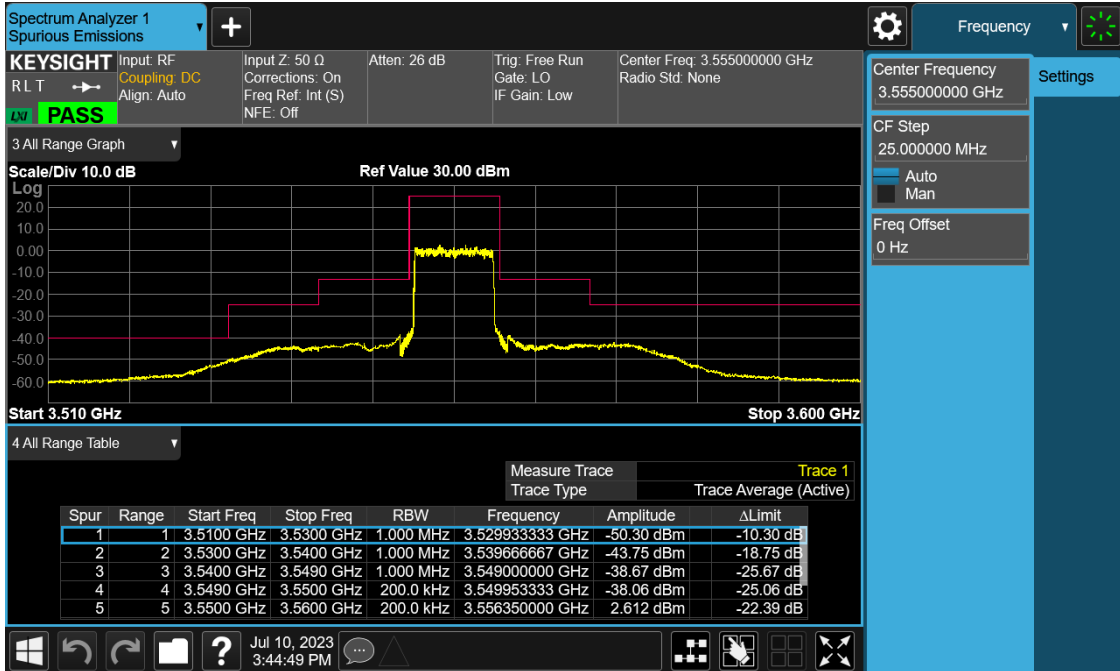 Spectrum Analyzer 1
Spurious Emissions
Frequency
KEYSIGHT
RLT
LXI
PASS
Input: RF
Coupling: DC
Align: Auto
Input Z: 50 Ω
Corrections: On
Freq Ref: Int (S)
NFE: Off
Atten: 26 dB
Trig: Free Run
Gate: LO
IF Gain: Low
Center Freq: 3.555000000 GHz
Radio Std: None
Center Frequency
3.555000000 GHz
Settings
CF Step
25.000000 MHz
Auto
Man
Freq Offset
0 Hz
3 All Range Graph
Scale/Div 10.0 dB
Ref Value 30.00 dBm
Log
20.0
10.0
0.00
-10.0
-20.0
-30.0
-40.0
-50.0
-60.0
Start 3.510 GHz
Stop 3.600 GHz
4 All Range Table
Measure Trace Trace 1
Trace Type Trace Average (Active)
Spur Range Start Freq Stop Freq RBW Frequency Amplitude ΔLimit
1 1 3.5100 GHz 3.5300 GHz 1.000 MHz 3.529933333 GHz -50.30 dBm -10.30 dB
2 2 3.5300 GHz 3.5400 GHz 1.000 MHz 3.539666667 GHz -43.75 dBm -18.75 dB
3 3 3.5400 GHz 3.5490 GHz 1.000 MHz 3.549000000 GHz -38.67 dBm -25.67 dB
4 4 3.5490 GHz 3.5500 GHz 200.0 kHz 3.549953333 GHz -38.06 dBm -25.06 dB
5 5 3.5500 GHz 3.5600 GHz 200.0 kHz 3.556350000 GHz 2.612 dBm -22.39 dB
Jul 10, 2023
3:44:49 PM